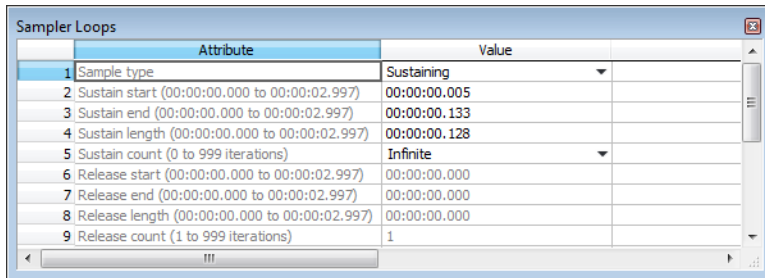 Sampler Loops
Attribute Value
1 Sample type Sustaining
2 Sustain start (00:00:00.000 to 00:00:02.997) 00:00:00.005
3 Sustain end (00:00:00.000 to 00:00:02.997) 00:00:00.133
4 Sustain length (00:00:00.000 to 00:00:02.997) 00:00:00.128
5 Sustain count (0 to 999 iterations) Infinite
6 Release start (00:00:00.000 to 00:00:02.997) 00:00:00.000
7 Release end (00:00:00.000 to 00:00:02.997) 00:00:00.000
8 Release length (00:00:00.000 to 00:00:02.997) 00:00:00.000
9 Release count (1 to 999 iterations) 1